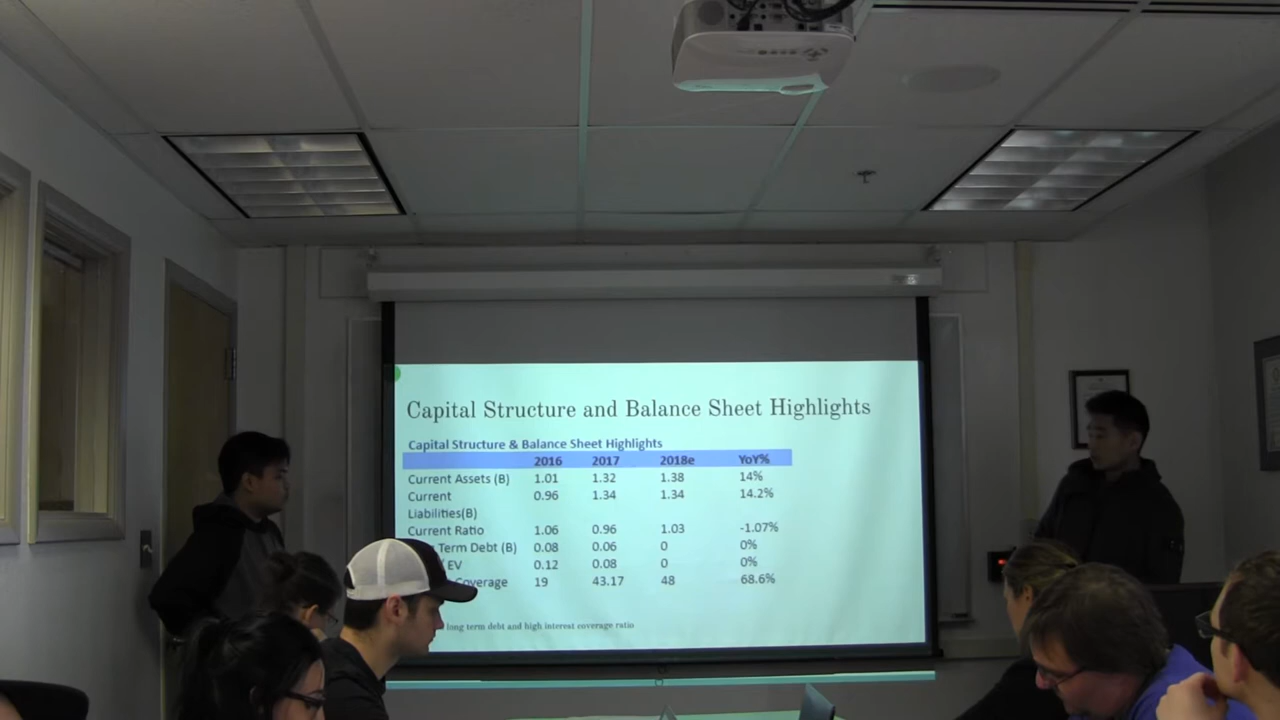 Capital Structure and Balance Sheet Highlights
Capital Structure & Balance Sheet Highlights
2016 2017 2018e YoY%
Current Assets (B) 1.01 1.32 1.38 14%
Current 0.96 1.34 1.34 14.2%
Liabilities(B)
Current Ratio 1.06 0.96 1.03 -1.07%
Term Debt (B) 0.08 0.06 0 0%
EV 0.12 0.08 0 0%
Coverage 19 43.17 48 68.6%
long term debt and high interest coverage ratio